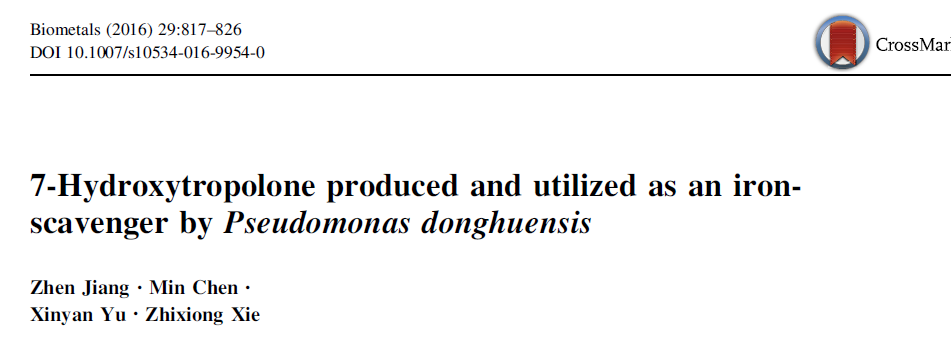 Biometals (2016) 29:817–826
DOI 10.1007/s10534-016-9954-0
CrossMar
7-Hydroxytropolone produced and utilized as an iron-
scavenger by Pseudomonas donghuensis
Zhen Jiang · Min Chen ·
Xinyan Yu · Zhixiong Xie